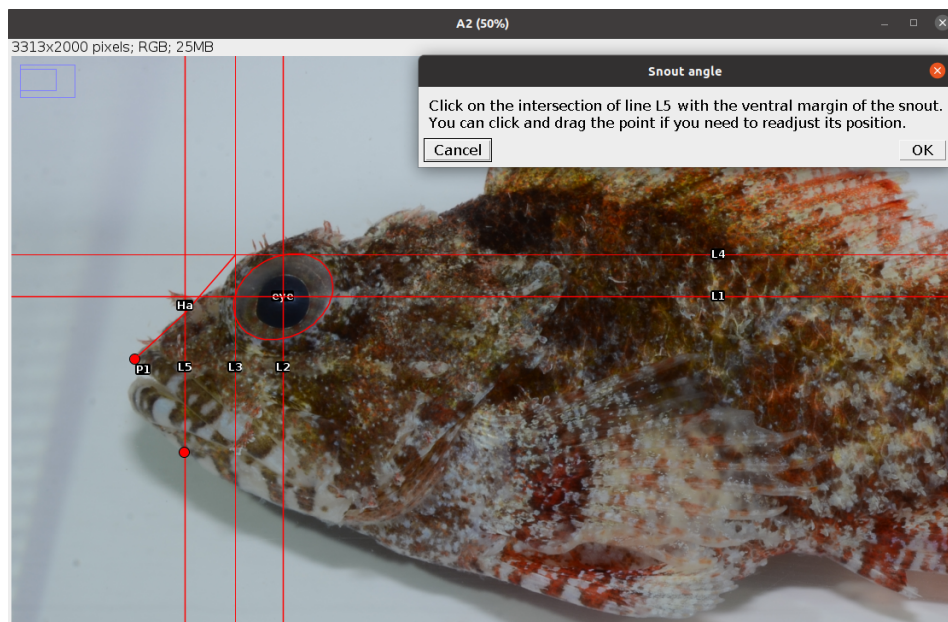 A2 (50%)
3313x2000 pixels; RGB; 25MB
Snout angle
Click on the intersection of line L5 with the ventral margin of the snout.
You can click and drag the point if you need to readjust its position.
Cancel
OK
L4
eye
L1
Ha
P1
L5
L3
L2